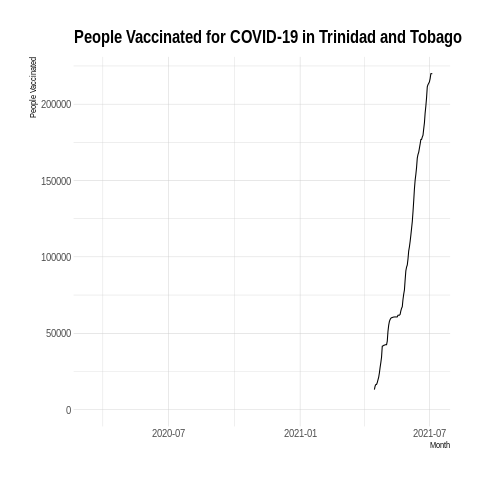 People Vaccinated for COVID-19 in Trinidad and Tobago
People Vaccinated
200000
150000
100000
50000
0
2020-07 2021-01 2021-07
Month